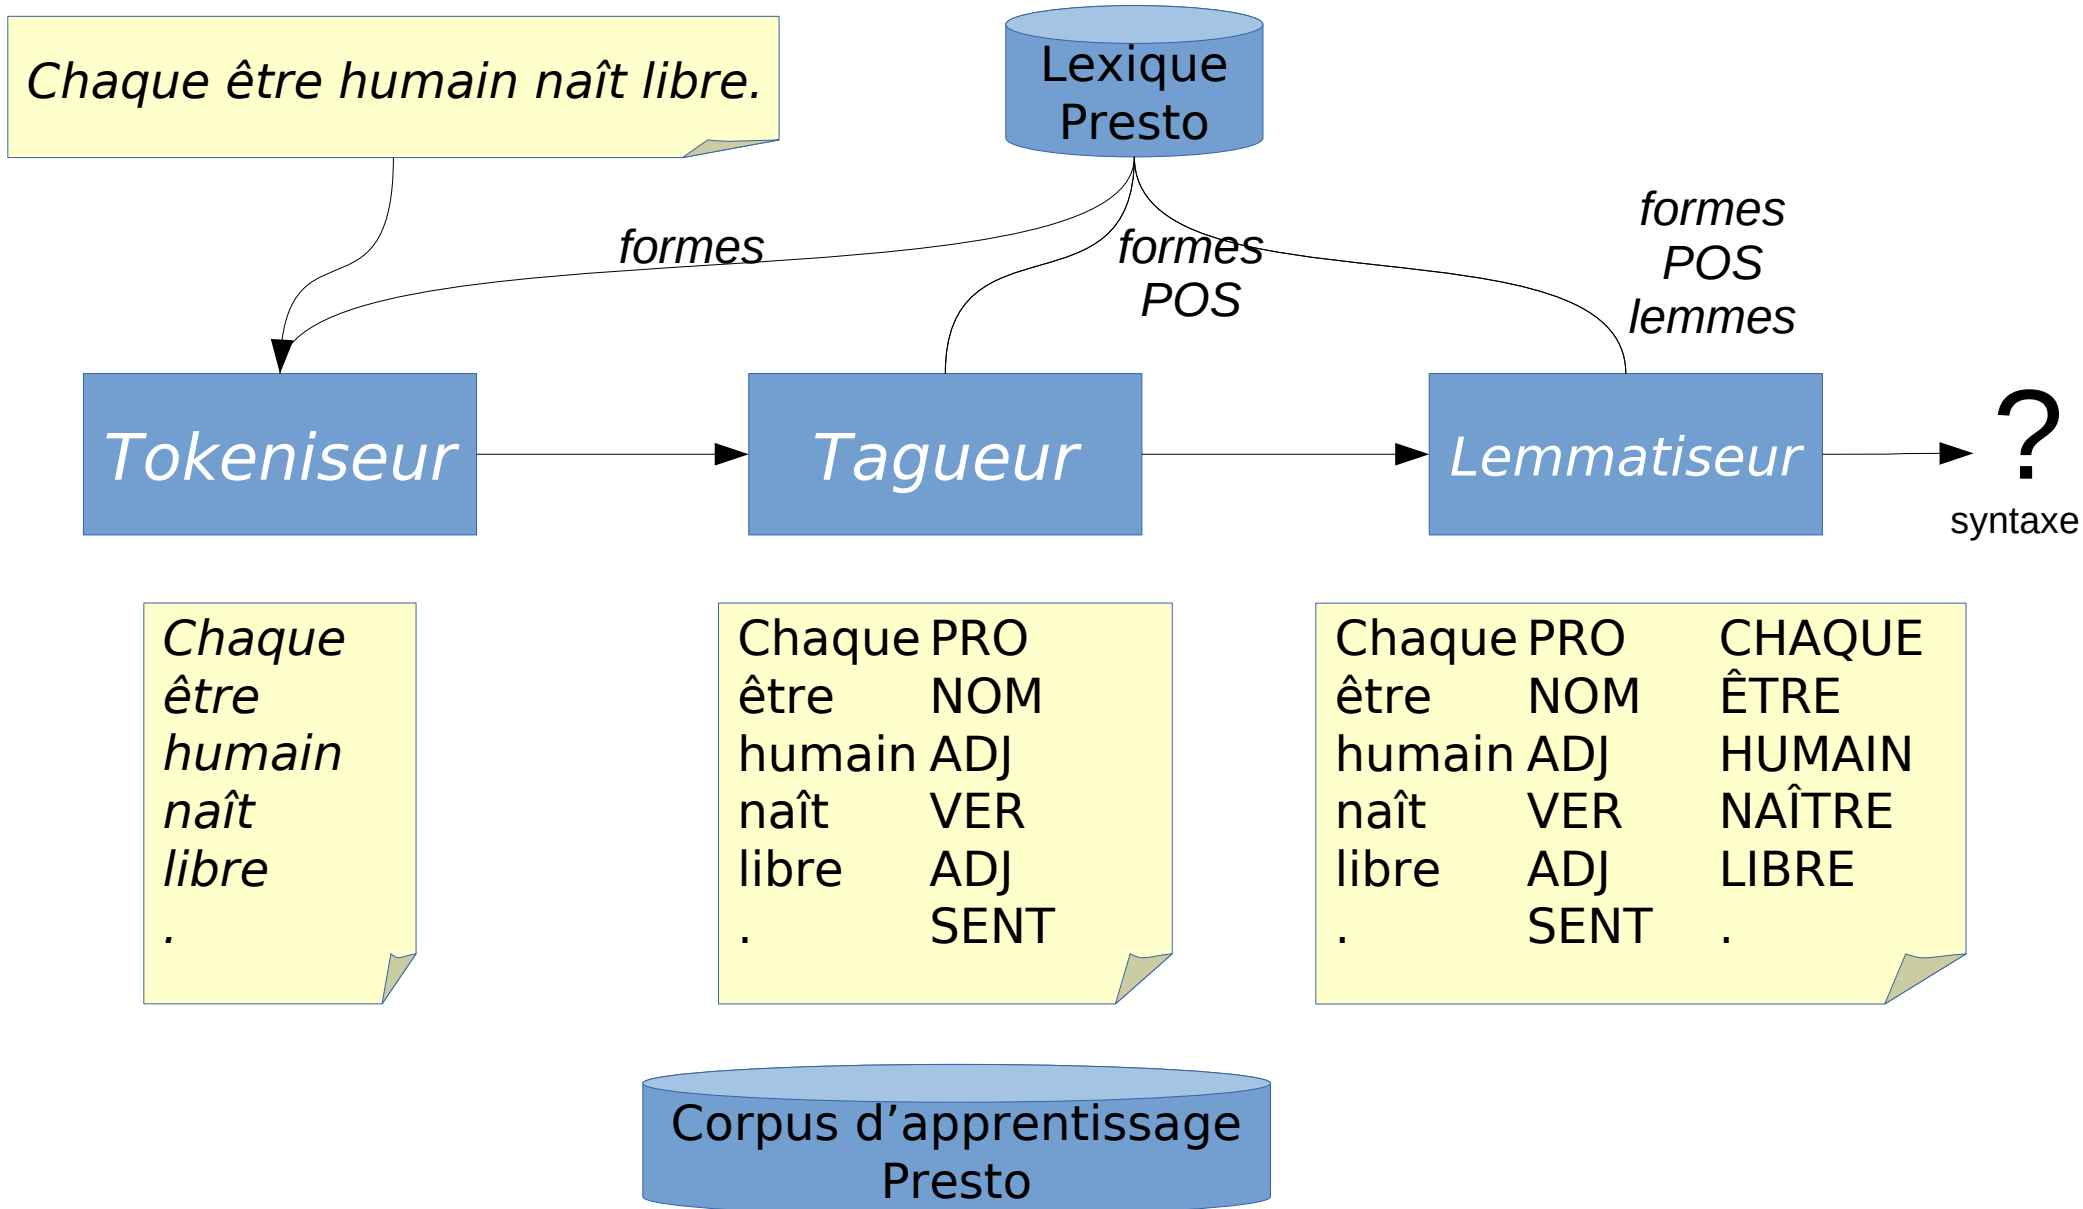 Chaque être humain naît libre.
Lexique
Presto
formes
formes
POS
formes
POS
lemmes
Tokeniseur
Tagueur
Lemmatiseur
?
syntaxe
Chaque
être
humain
naît
libre
.
Chaque PRO
être NOM
humain ADJ
naît VER
libre ADJ
. SENT
Chaque PRO CHAQUE
être NOM ÊTRE
humain ADJ HUMAIN
naît VER NAÎTRE
libre ADJ LIBRE
. SENT .
Corpus d’apprentissage
Presto